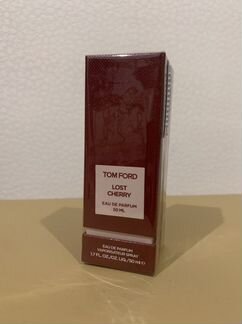 TOM FORD
LOST
CHERRY
EAU DE PARFUM
50 ML
EAU DE PARFUM
VAPORISATEUR SPRAY
1.7 FL.OZ./OZ. LIQ./50 ml ℮